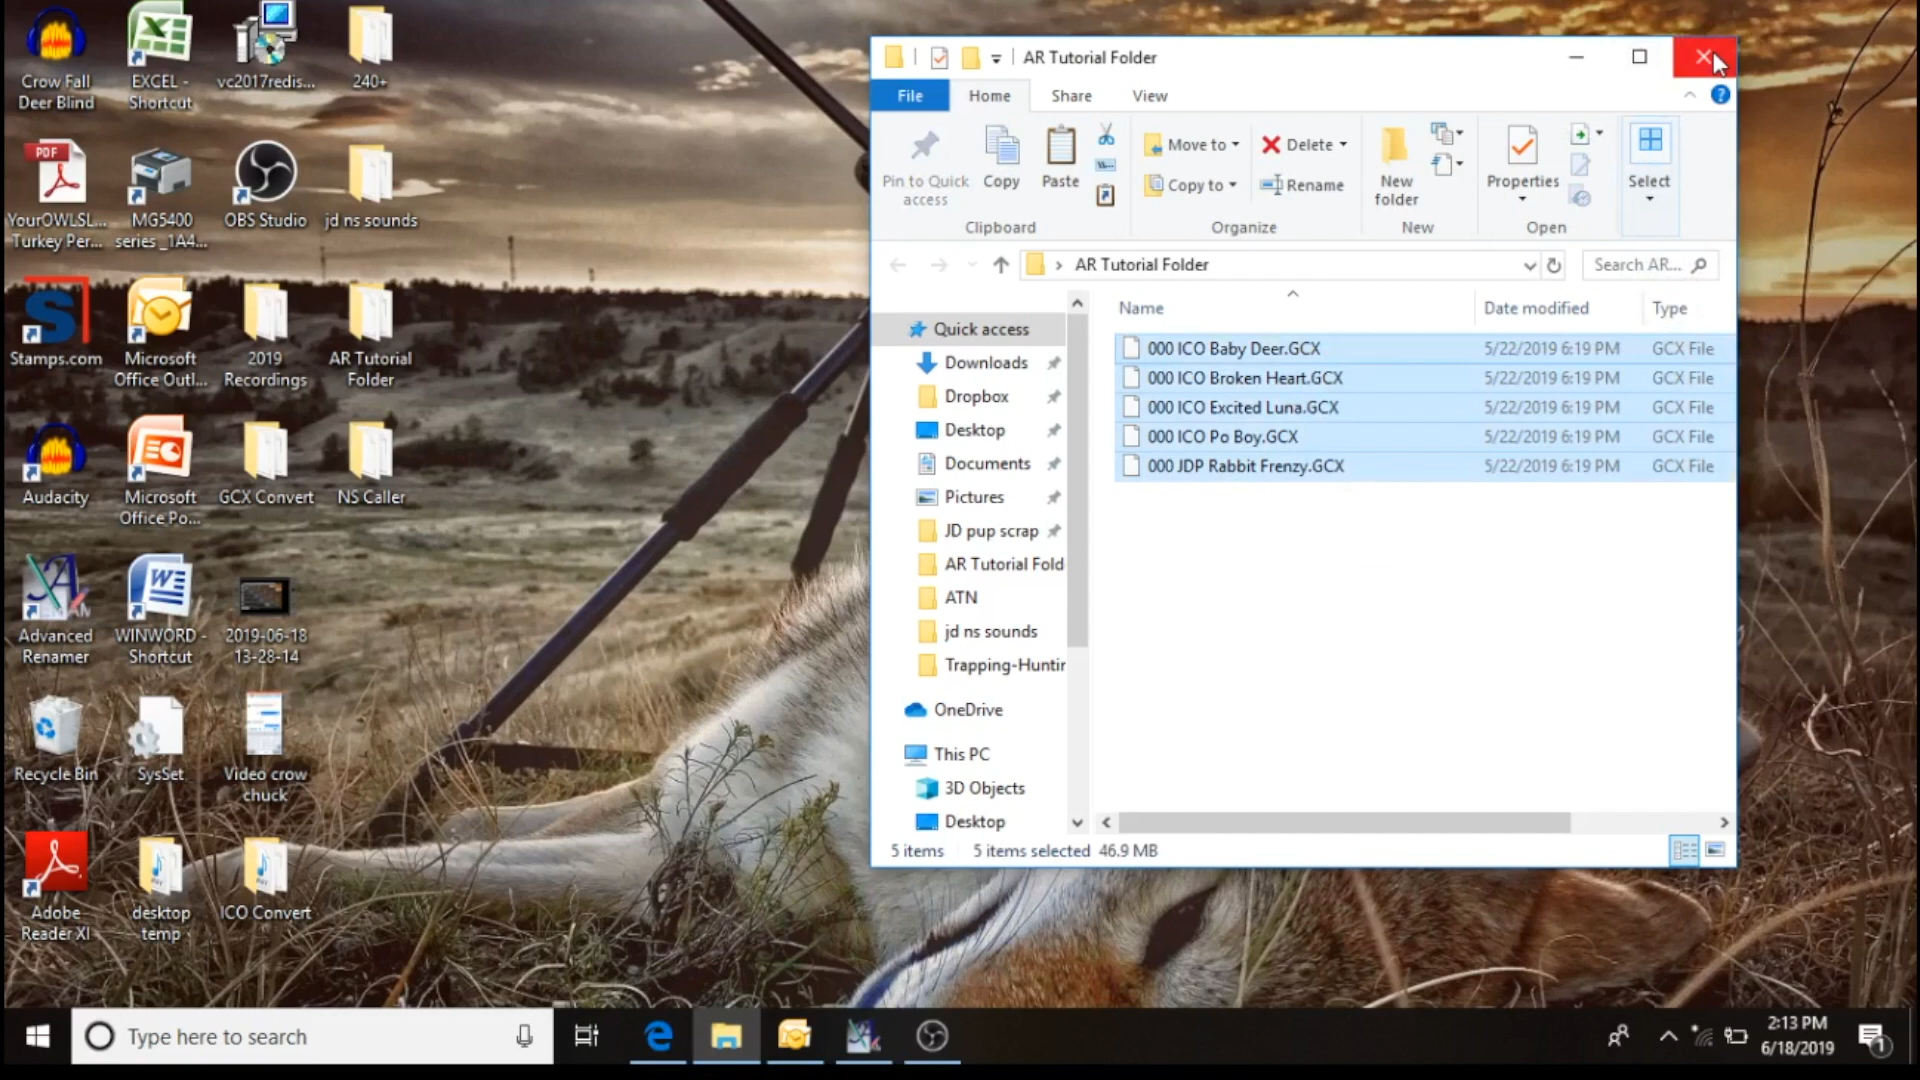 Crow Fall
Deer Blind
EXCEL -
Shortcut
vc2017redis...
240+
PDF
YourOWLSL...
Turkey Per...
MG5400
series _1A4...
OBS Studio
jd ns sounds
Stamps.com
Microsoft
Office Outl...
2019
Recordings
AR Tutorial
Folder
Audacity
Microsoft
Office Po...
GCX Convert
NS Caller
Advanced
Renamer
WINWORD -
Shortcut
2019-06-18
13-28-14
Recycle Bin
SysSet
Video crow
chuck
Adobe
Reader XI
desktop
temp
ICO Convert
AR Tutorial Folder
File
Home
Share
View
Pin to Quick
access
Copy
Paste
Move to
Copy to
Delete
Rename
New
folder
Properties
Select
Clipboard
Organize
New
Open
AR Tutorial Folder
Search AR...
Name
Date modified
Type
000 ICO Baby Deer.GCX 5/22/2019 6:19 PM GCX File
000 ICO Broken Heart.GCX 5/22/2019 6:19 PM GCX File
000 ICO Excited Luna.GCX 5/22/2019 6:19 PM GCX File
000 ICO Po Boy.GCX 5/22/2019 6:19 PM GCX File
000 JDP Rabbit Frenzy.GCX 5/22/2019 6:19 PM GCX File
Quick access
Downloads
Dropbox
Desktop
Documents
Pictures
JD pup scrap
AR Tutorial Fold
ATN
jd ns sounds
Trapping-Huntin
OneDrive
This PC
3D Objects
Desktop
5 items
5 items selected 46.9 MB
Type here to search
2:13 PM
6/18/2019
1